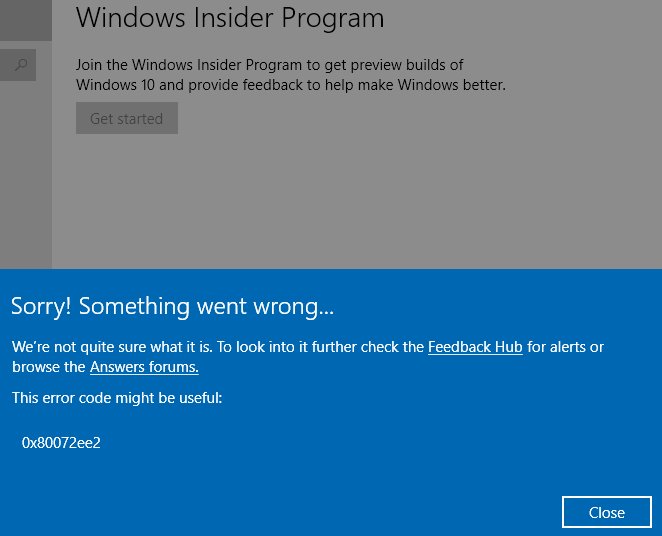 Windows Insider Program
Join the Windows Insider Program to get preview builds of
Windows 10 and provide feedback to help make Windows better.
Get started
Sorry! Something went wrong...
We're not quite sure what it is. To look into it further check the Feedback Hub for alerts or
browse the Answers forums.
This error code might be useful:
0x80072ee2
Close